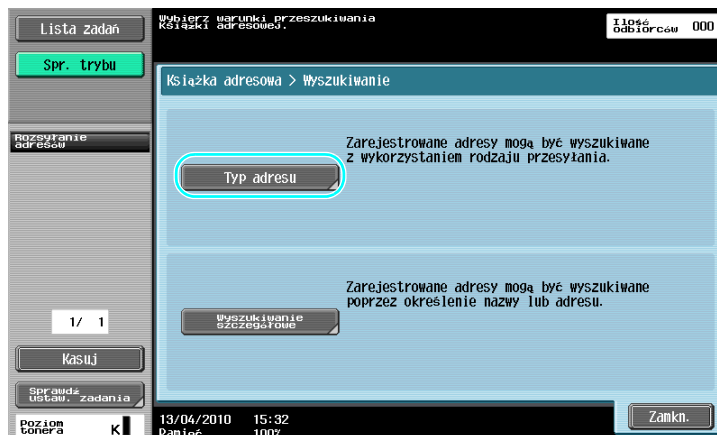 Lista zadań
Spr. trybu
Rozsyłanie
adresów
1/ 1
Kasuj
Sprawdź
ustaw. zadania
Poziom
tonera
K
Wybierz warunki przeszukiwania
Książki adresowej.
Ilość
odbiorców 000
Książka adresowa > Wyszukiwanie
Zarejestrowane adresy mogą być wyszukiwane
z wykorzystaniem rodzaju przesyłania.
Typ adresu
Zarejestrowane adresy mogą być wyszukiwane
poprzez określenie nazwy lub adresu.
Wyszukiwanie
szczegółowe
13/04/2010 15:32
Pamięć 100%
Zamkn.